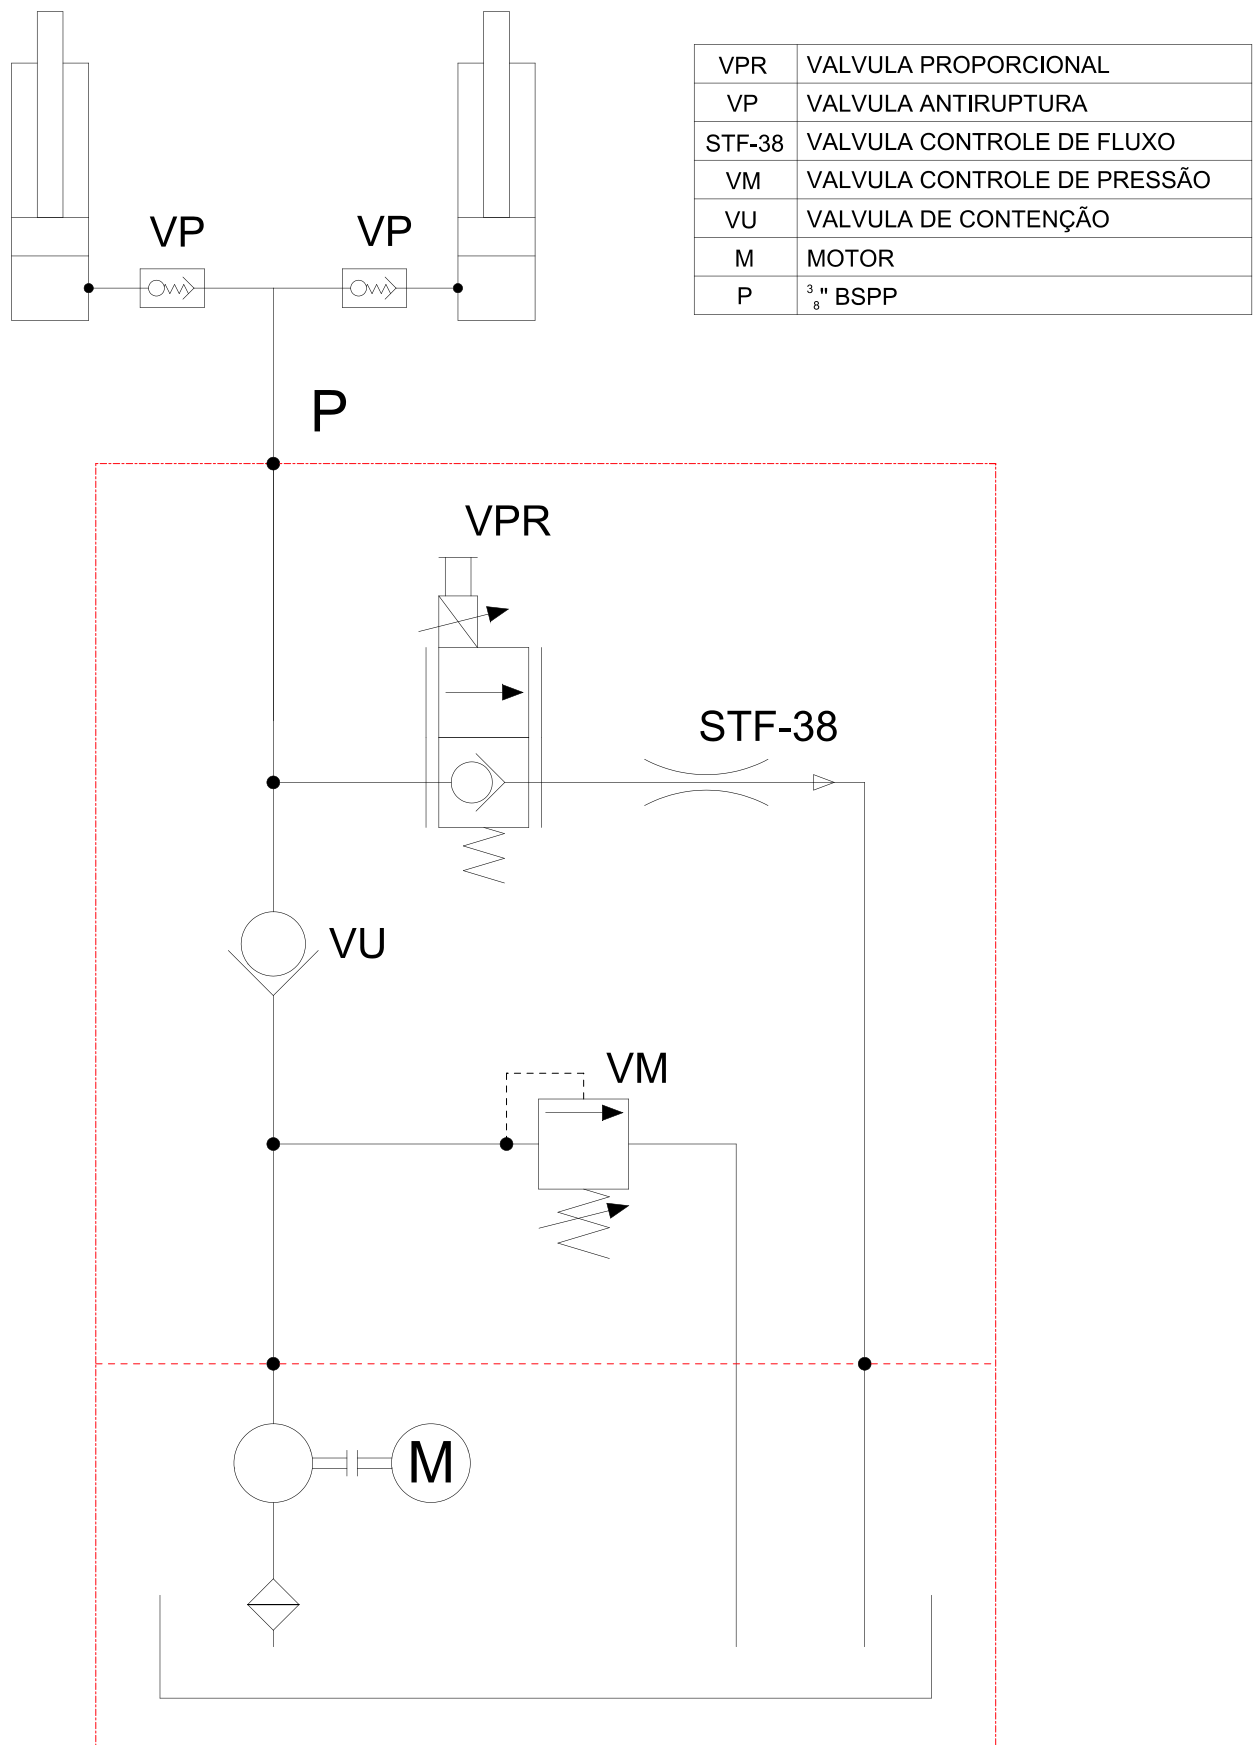 VPR VALVULA PROPORCIONAL
VP VALVULA ANTIRUPTURA
STF-38 VALVULA CONTROLE DE FLUXO
VM VALVULA CONTROLE DE PRESSÃO
VU VALVULA DE CONTENÇÃO
M MOTOR
P 3/8" BSPP
VP VP
P
VPR
STF-38
VU
VM
M